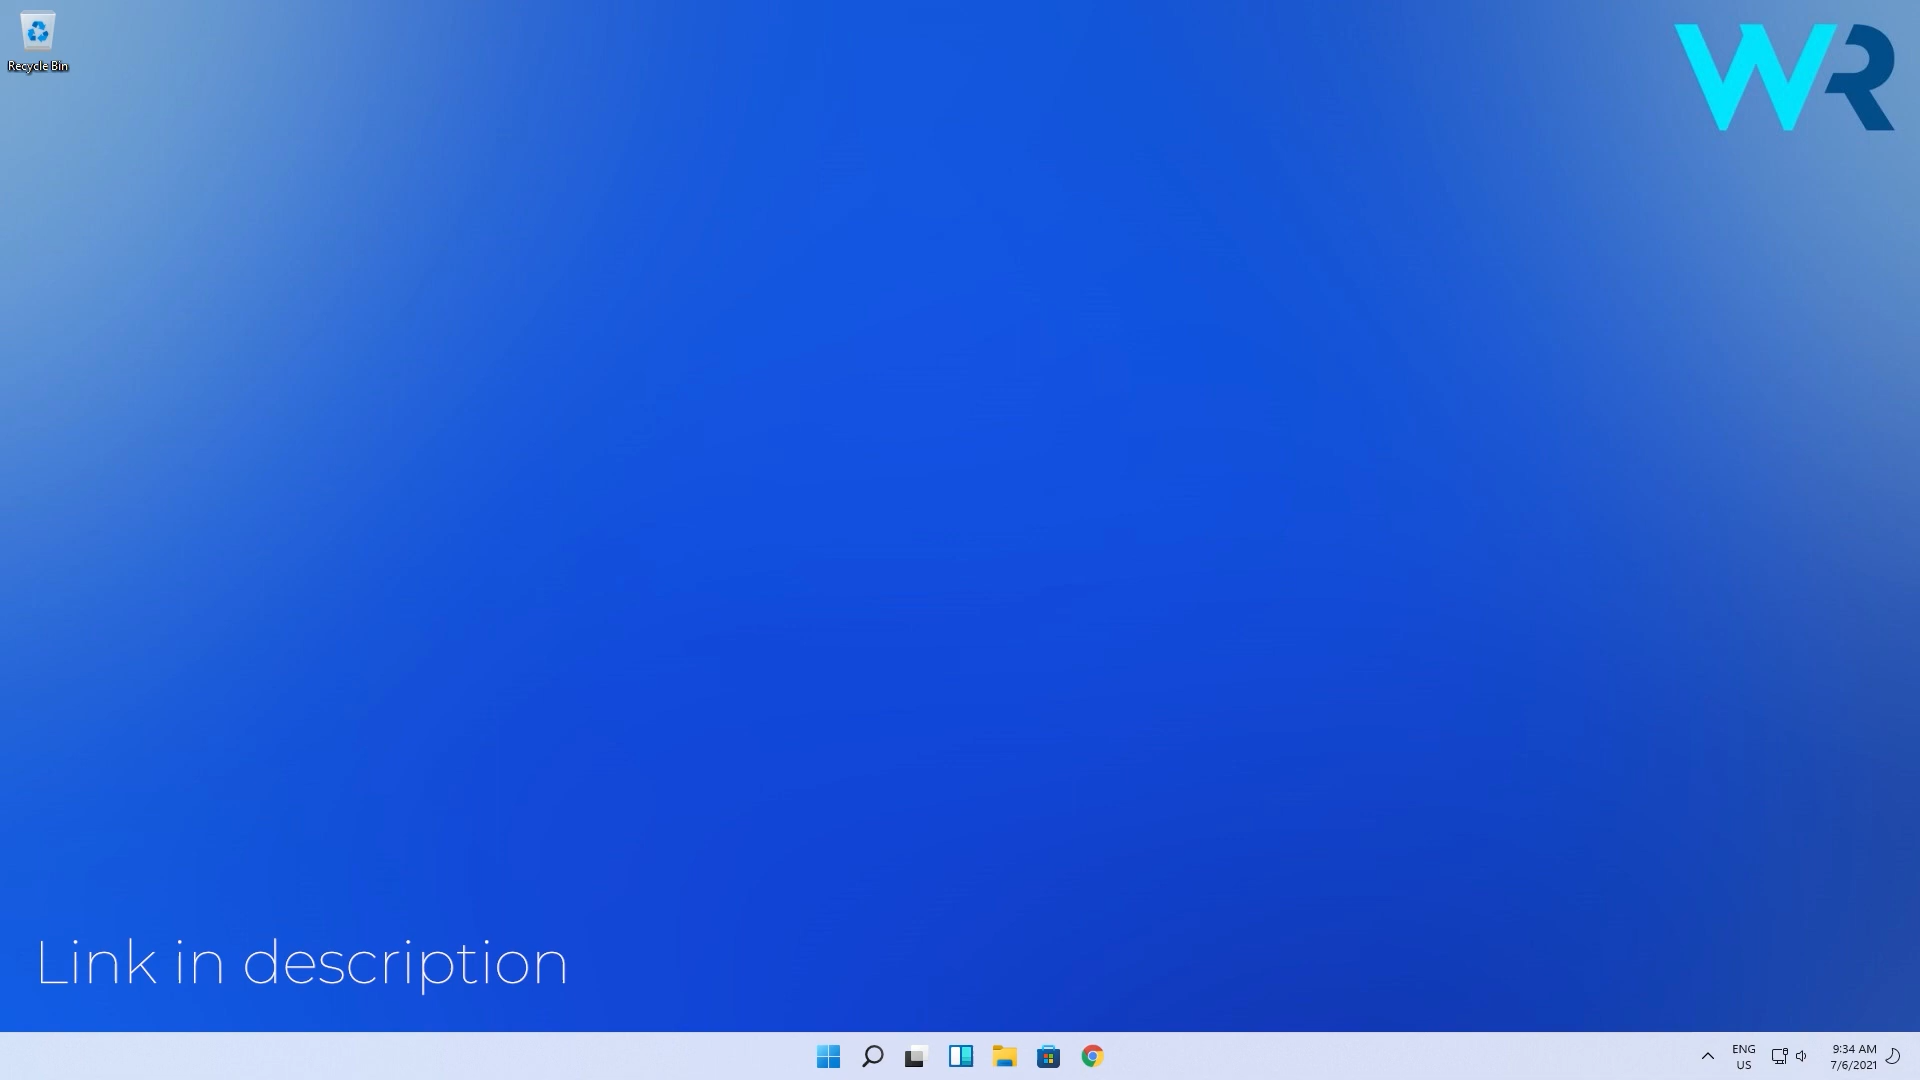 Recycle Bin
WR
Link in description
ENG
US
9:34 AM
7/6/2021